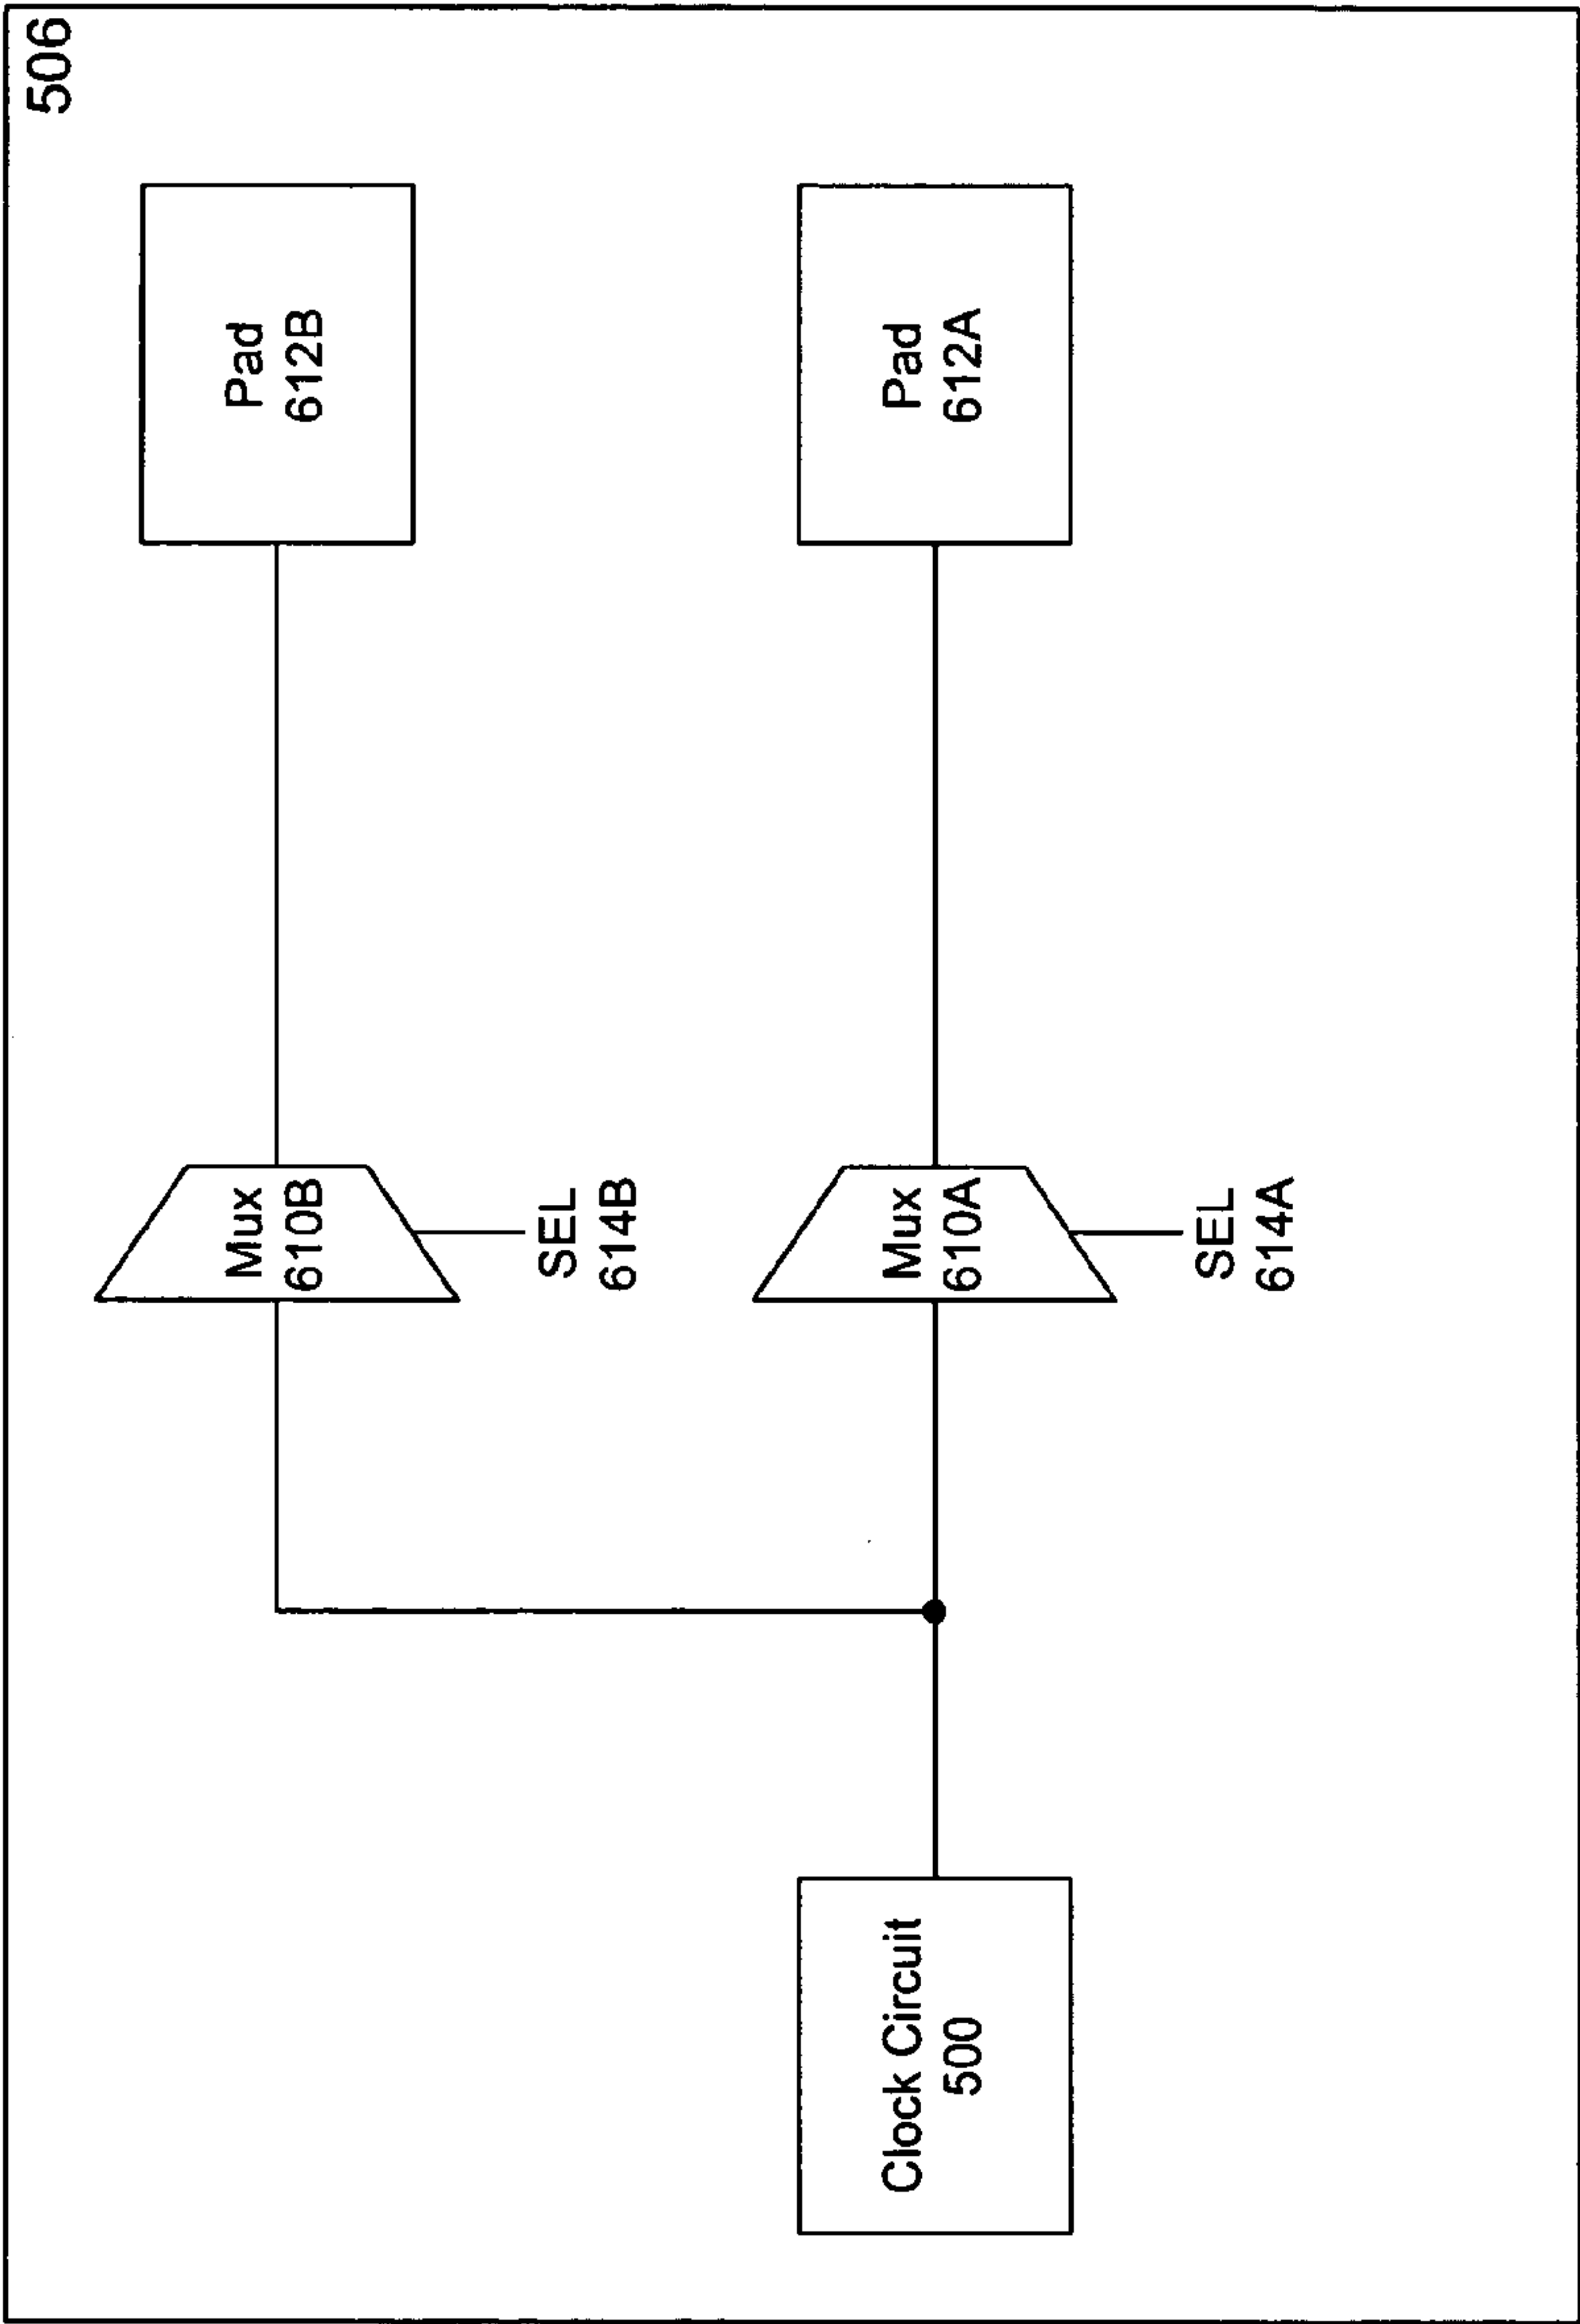 506
Pad
612B
Mux
610B
SEL
614B
Pad
612A
Mux
610A
SEL
614A
Clock Circuit
500